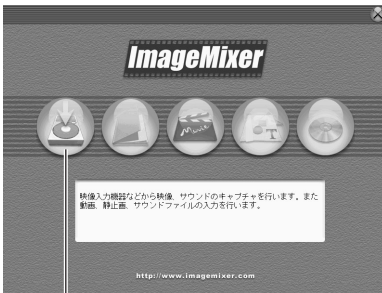 ImageMixer
Movie
T
映像入力機器などから映像、サウンドのキャプチャを行います。また
動画、静止画、サウンドファイルの入力を行います。
http://www.imagemixer.com